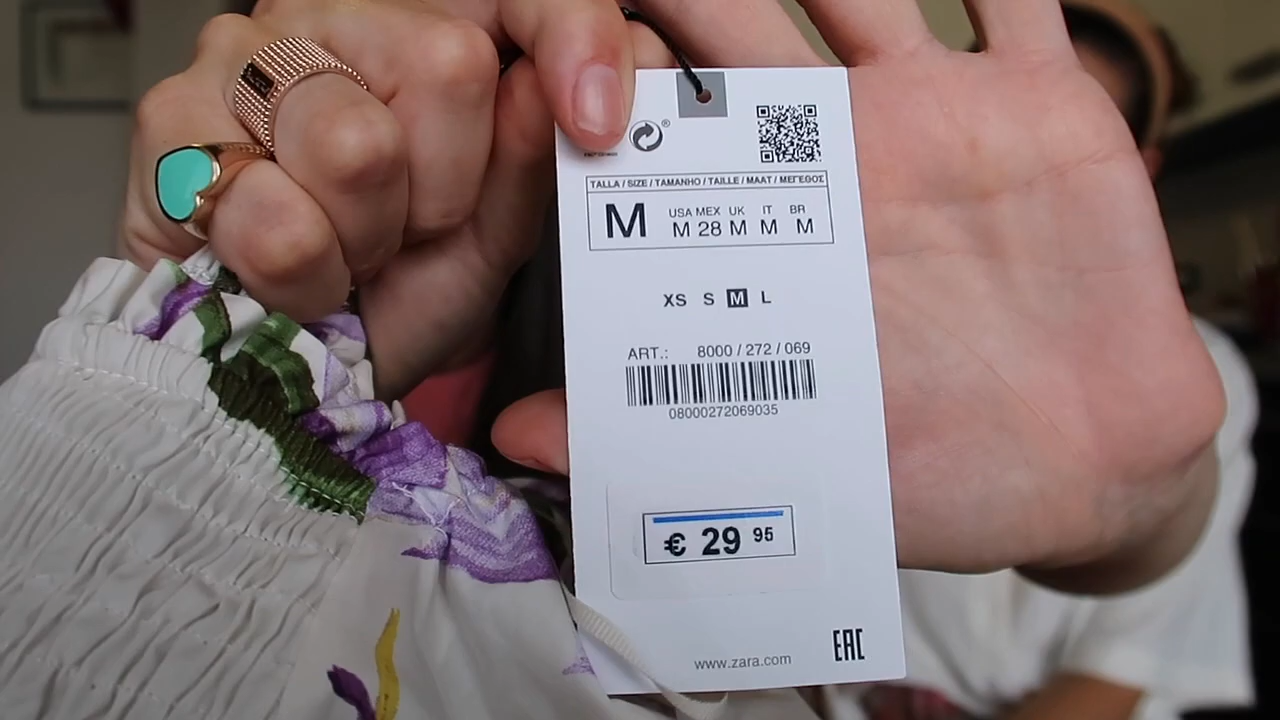 ®
TALLA / SIZE / TAMANHO / TAILLE / MAAT / ΜΕΓΕΘΟΣ
M
USA MEX UK IT BR
M 28 M M M
XS S M L
ART.: 8000 / 272 / 069
08000272069035
€ 29 95
EAC
www.zara.com